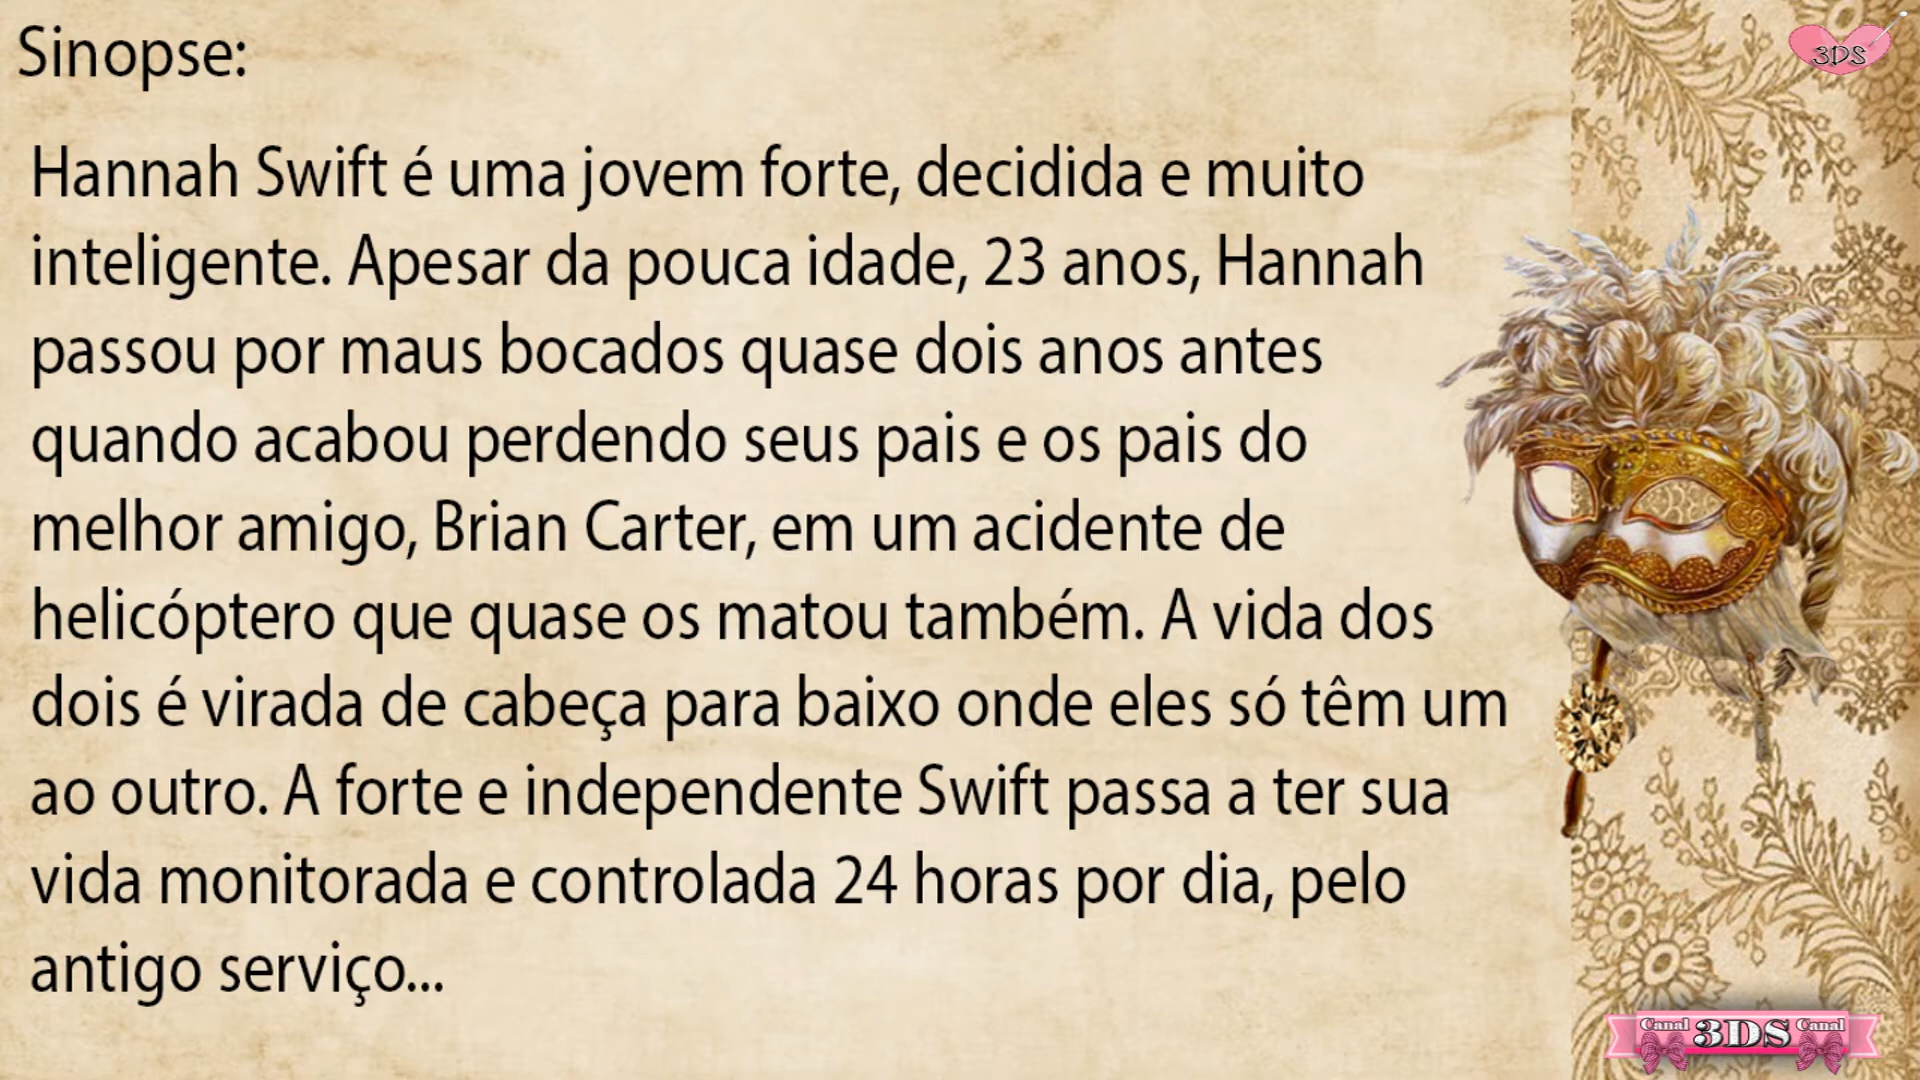 Sinopse:
3DS
Hannah Swift é uma jovem forte, decidida e muito
inteligente. Apesar da pouca idade, 23 anos, Hannah
passou por maus bocados quase dois anos antes
quando acabou perdendo seus pais e os pais do
melhor amigo, Brian Carter, em um acidente de
helicóptero que quase os matou também. A vida dos
dois é virada de cabeça para baixo onde eles só têm um
ao outro. A forte e independente Swift passa a ter sua
vida monitorada e controlada 24 horas por dia, pelo
antigo serviço...
Canal 3DS Canal